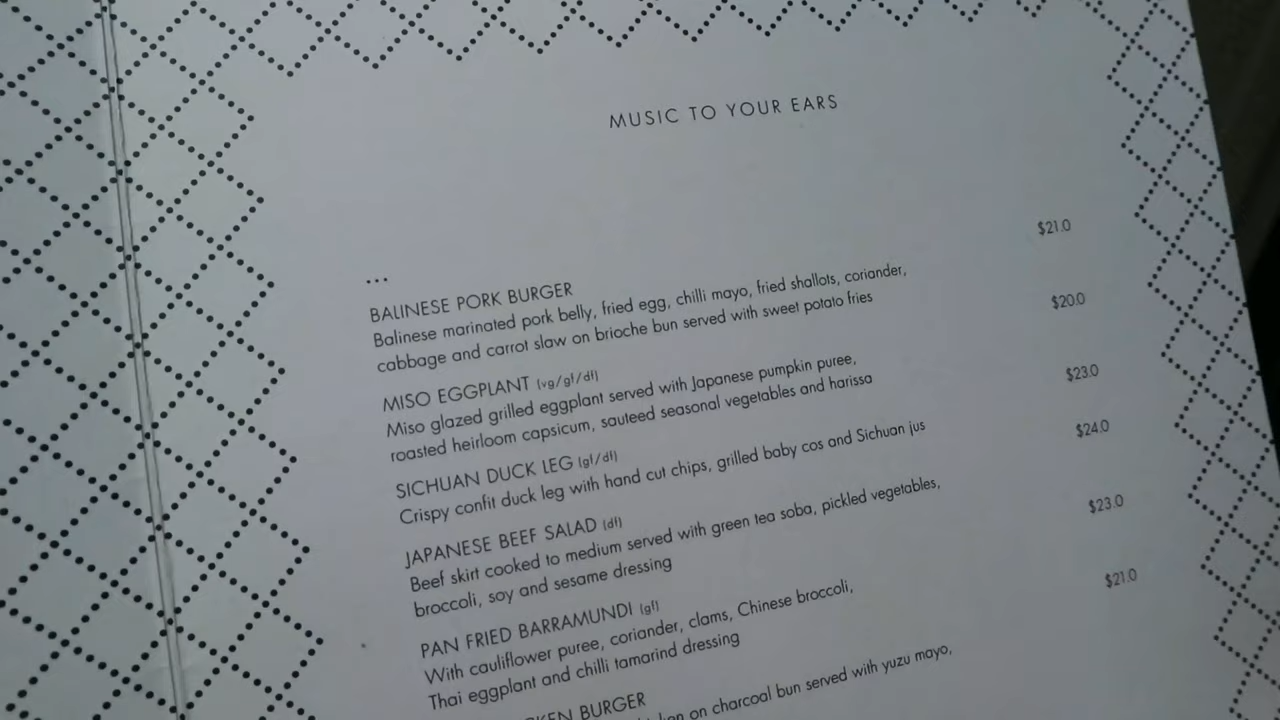 MUSIC TO YOUR EARS
...
BALINESE PORK BURGER $21.0
Balinese marinated pork belly, fried egg, chilli mayo, fried shallots, coriander,
cabbage and carrot slaw on brioche bun served with sweet potato fries
MISO EGGPLANT (vg/gf/df) $20.0
Miso glazed grilled eggplant served with Japanese pumpkin puree,
roasted heirloom capsicum, sauteed seasonal vegetables and harissa
SICHUAN DUCK LEG (gf/df) $23.0
Crispy confit duck leg with hand cut chips, grilled baby cos and Sichuan jus
JAPANESE BEEF SALAD (df) $24.0
Beef skirt cooked to medium served with green tea soba, pickled vegetables,
broccoli, soy and sesame dressing
PAN FRIED BARRAMUNDI (gf) $23.0
With cauliflower puree, coriander, clams, Chinese broccoli,
Thai eggplant and chilli tamarind dressing
BURGER $21.0
on charcoal bun served with yuzu mayo,